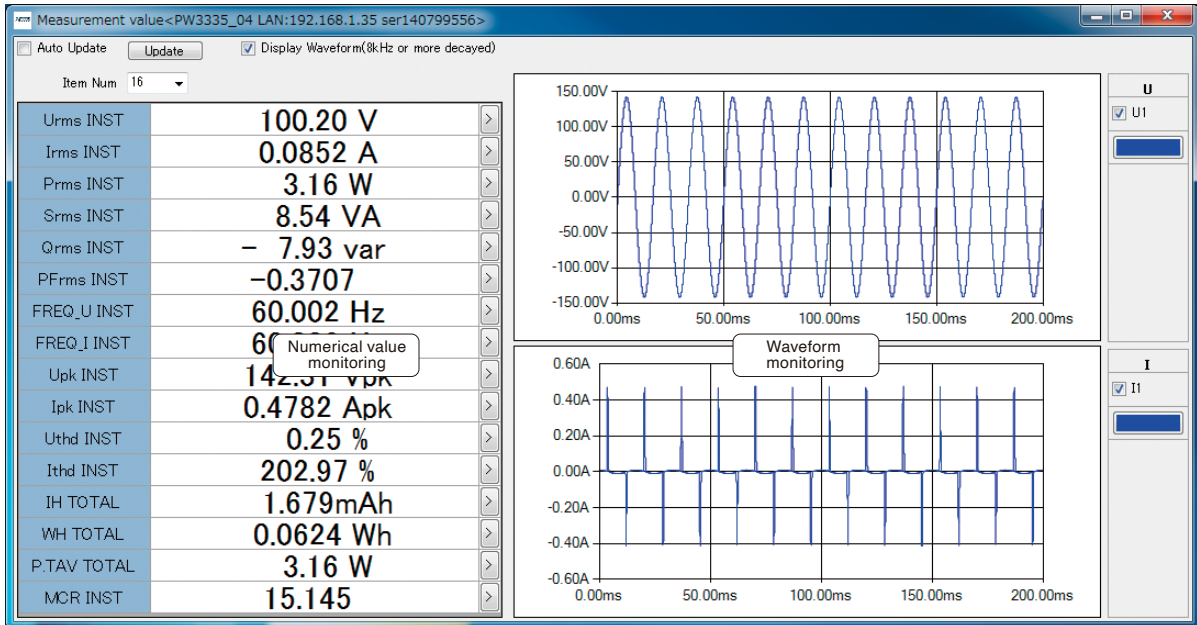 Measurement value<PW3335_04 LAN:192.168.1.35 ser140799556>
Auto Update Update Display Waveform(8kHz or more decayed)
Item Num 16
Urms INST 100.20 V
Irms INST 0.0852 A
Prms INST 3.16 W
Srms INST 8.54 VA
Qrms INST - 7.93 var
PFrms INST -0.3707
FREQ_U INST 60.002 Hz
FREQ_I INST
Numerical value
monitoring
Upk INST
Ipk INST 0.4782 Apk
Uthd INST 0.25 %
Ithd INST 202.97 %
IH TOTAL 1.679mAh
WH TOTAL 0.0624 Wh
P.TAV TOTAL 3.16 W
MCR INST 15.145
150.00V
100.00V
50.00V
0.00V
-50.00V
-100.00V
-150.00V
0.00ms 50.00ms 100.00ms 150.00ms 200.00ms
U
U1
Waveform
monitoring
0.60A
0.40A
0.20A
0.00A
-0.20A
-0.40A
-0.60A
0.00ms 50.00ms 100.00ms 150.00ms 200.00ms
I
I1